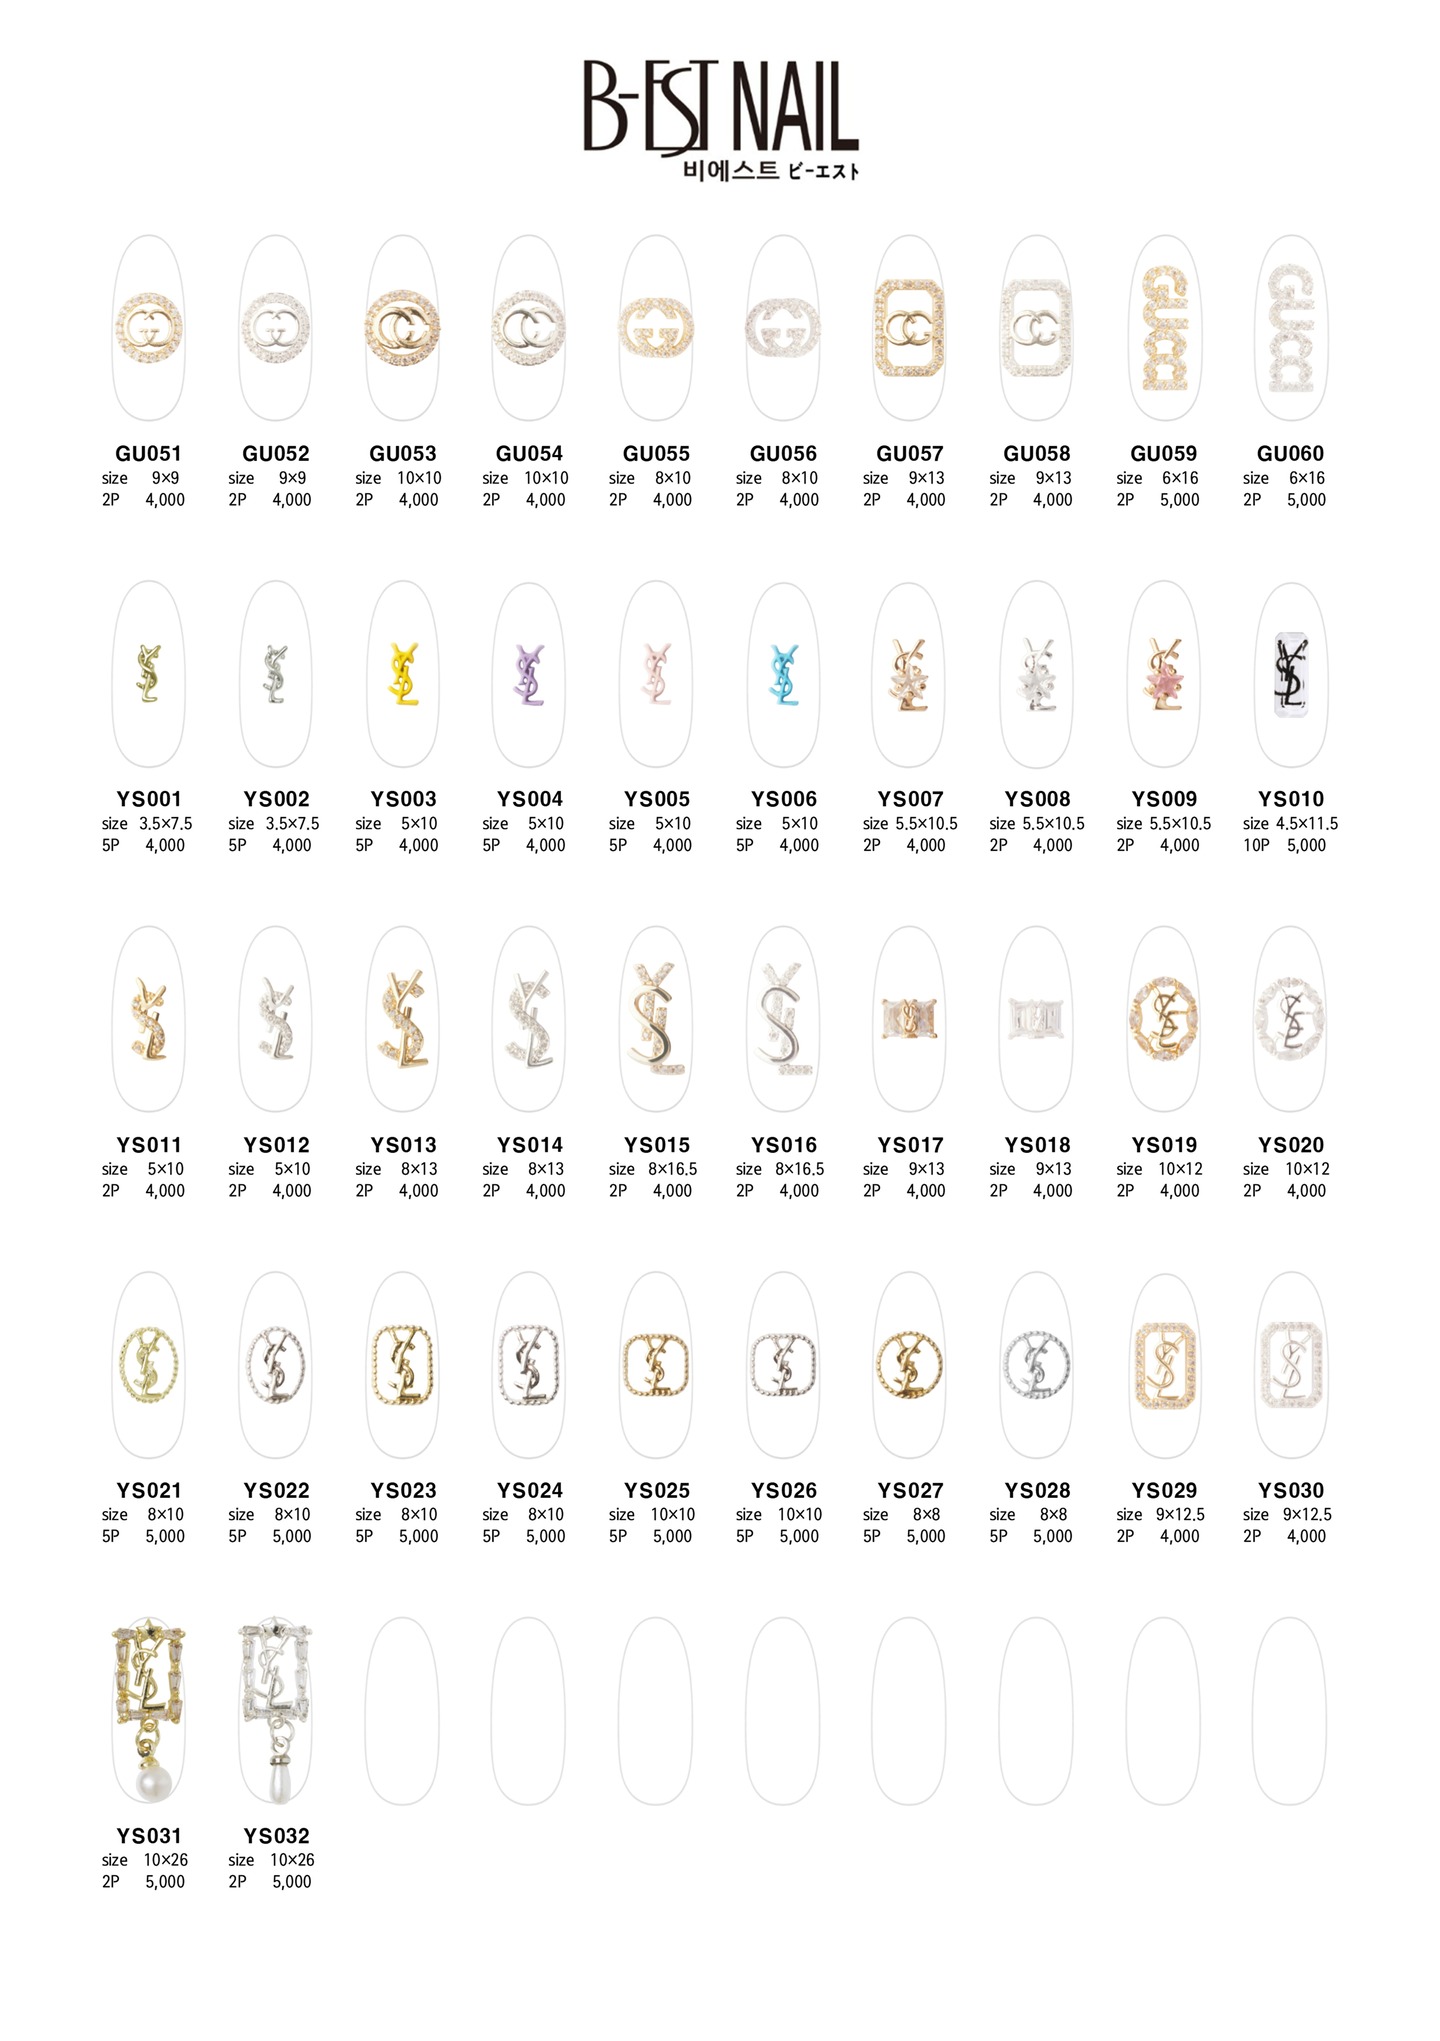 B-EST NAIL
비에스트 ビーエスト
GU051 GU052 GU053 GU054 GU055 GU056 GU057 GU058 GU059 GU060
size 9×9 size 9×9 size 10×10 size 10×10 size 8×10 size 8×10 size 9×13 size 9×13 size 6×16 size 6×16
2P 4,000 2P 4,000 2P 4,000 2P 4,000 2P 4,000 2P 4,000 2P 4,000 2P 4,000 2P 5,000 2P 5,000
YS001 YS002 YS003 YS004 YS005 YS006 YS007 YS008 YS009 YS010
size 3.5×7.5 size 3.5×7.5 size 5×10 size 5×10 size 5×10 size 5×10 size 5.5×10.5 size 5.5×10.5 size 5.5×10.5 size 4.5×11.5
5P 4,000 5P 4,000 5P 4,000 5P 4,000 5P 4,000 5P 4,000 2P 4,000 2P 4,000 2P 4,000 10P 5,000
YS011 YS012 YS013 YS014 YS015 YS016 YS017 YS018 YS019 YS020
size 5×10 size 5×10 size 8×13 size 8×13 size 8×16.5 size 8×16.5 size 9×13 size 9×13 size 10×12 size 10×12
2P 4,000 2P 4,000 2P 4,000 2P 4,000 2P 4,000 2P 4,000 2P 4,000 2P 4,000 2P 4,000 2P 4,000
YS021 YS022 YS023 YS024 YS025 YS026 YS027 YS028 YS029 YS030
size 8×10 size 8×10 size 8×10 size 8×10 size 10×10 size 10×10 size 8×8 size 8×8 size 9×12.5 size 9×12.5
5P 5,000 5P 5,000 5P 5,000 5P 5,000 5P 5,000 5P 5,000 5P 5,000 5P 5,000 2P 4,000 2P 4,000
YS031 YS032
size 10×26 size 10×26
2P 5,000 2P 5,000